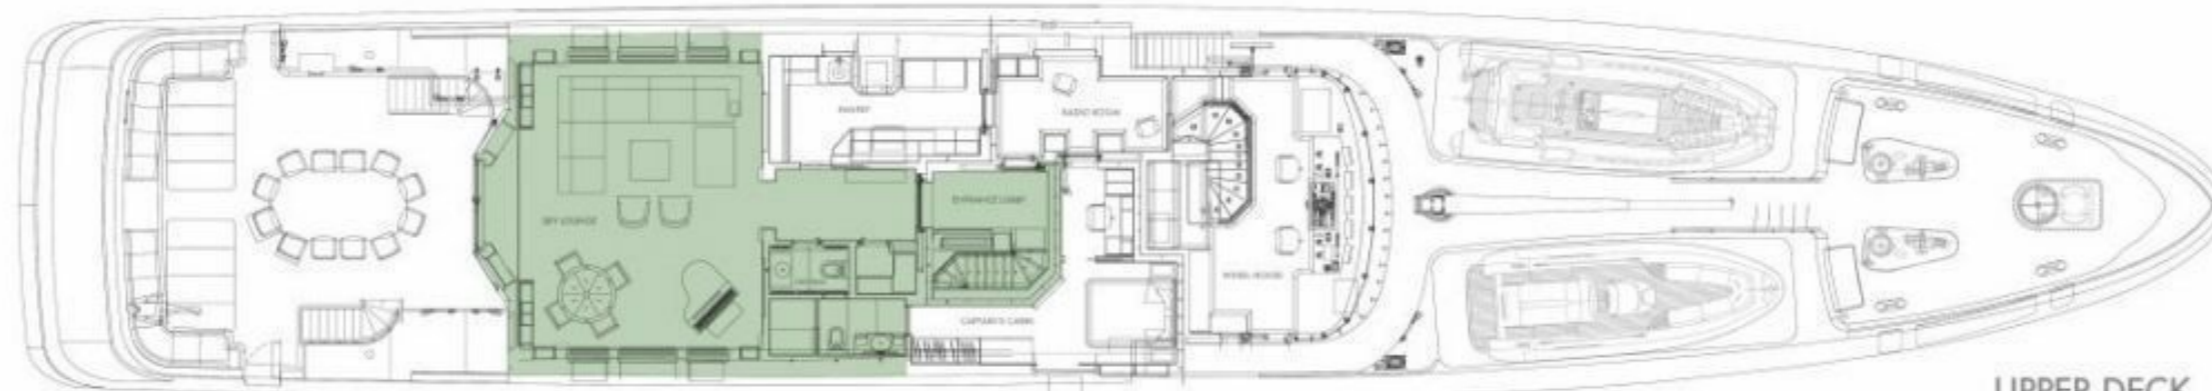 PANTRY
RADIO ROOM
ENTRANCE LOBBY
SKY LOUNGE
WHEEL HOUSE
CAPTAIN'S CABIN
UPPER DECK